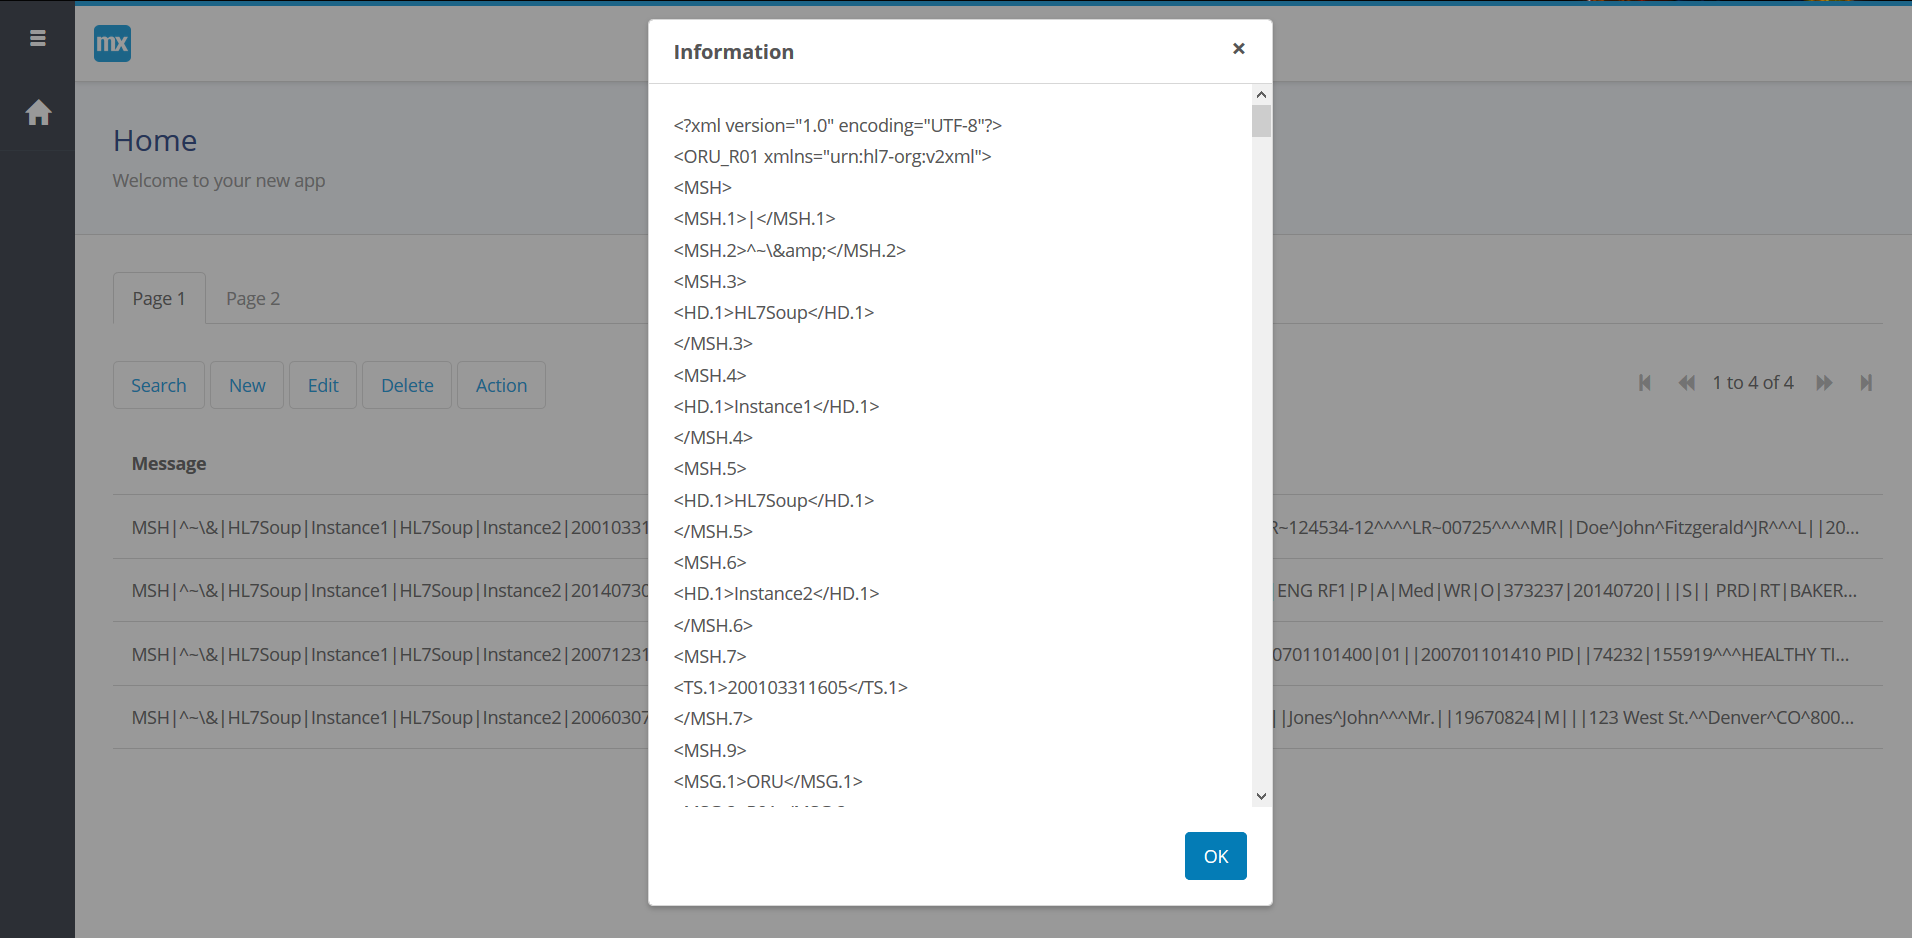 mx
Home
Welcome to your new app
Page 1 Page 2
Search New Edit Delete Action
1 to 4 of 4
Message
MSH|^~\&|HL7Soup|Instance1|HL7Soup|Instance2|20010331
R~124534-12^^^^LR~00725^^^^MR||Doe^John^Fitzgerald^JR^^^L||20...
MSH|^~\&|HL7Soup|Instance1|HL7Soup|Instance2|20140730
ENG RF1|P|A|Med|WR|O|373237|20140720|||S|| PRD|RT|BAKER...
MSH|^~\&|HL7Soup|Instance1|HL7Soup|Instance2|20071231
0701101400|01||200701101410 PID||74232|155919^^^HEALTHY TI...
MSH|^~\&|HL7Soup|Instance1|HL7Soup|Instance2|20060307
||Jones^John^^^Mr.||19670824|M|||123 West St.^^Denver^CO^800...
Information
<?xml version="1.0" encoding="UTF-8"?>
<ORU_R01 xmlns="urn:hl7-org:v2xml">
<MSH>
<MSH.1>|</MSH.1>
<MSH.2>^~\&amp;</MSH.2>
<MSH.3>
<HD.1>HL7Soup</HD.1>
</MSH.3>
<MSH.4>
<HD.1>Instance1</HD.1>
</MSH.4>
<MSH.5>
<HD.1>HL7Soup</HD.1>
</MSH.5>
<MSH.6>
<HD.1>Instance2</HD.1>
</MSH.6>
<MSH.7>
<TS.1>200103311605</TS.1>
</MSH.7>
<MSH.9>
<MSG.1>ORU</MSG.1>
OK